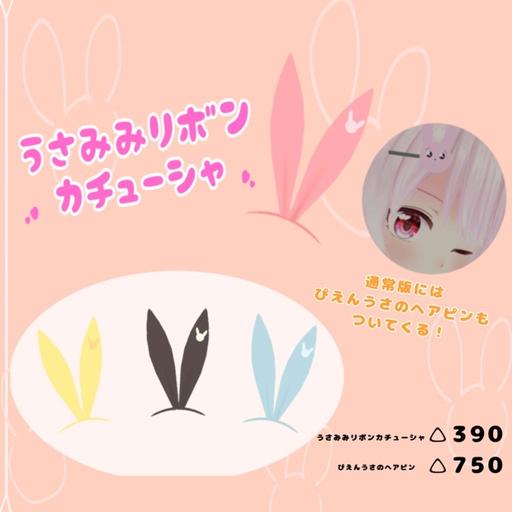 うさみみリボン
カチューシャ
通常版には
ぴえんうさのヘアピンも
ついてくる！
うさみみリボンカチューシャ △390
ぴえんうさのヘアピン △750